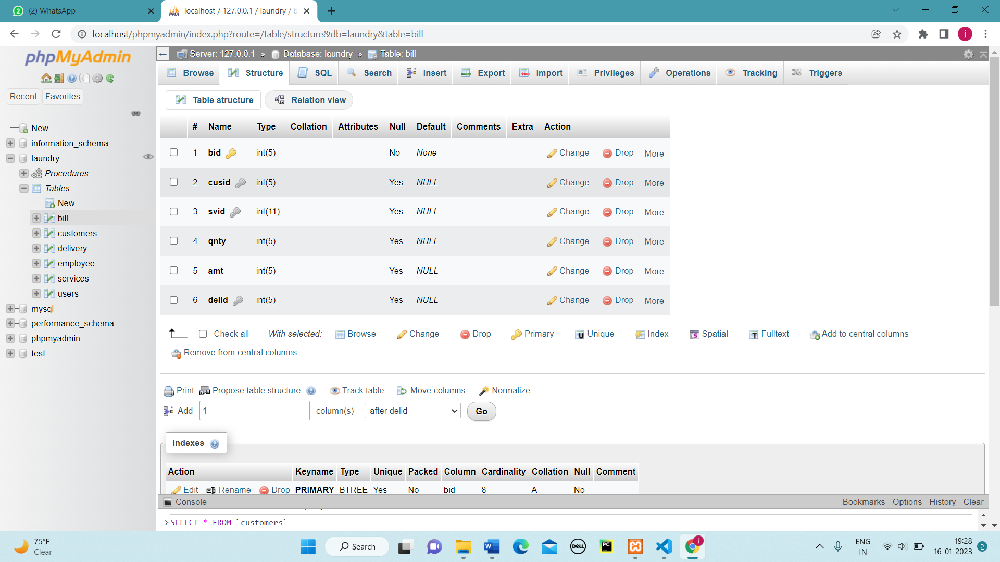 (2) WhatsApp
localhost / 127.0.0.1 / laundry / b
localhost/phpmyadmin/index.php?route=/table/structure&db=laundry&table=bill
j
phpMyAdmin
Recent Favorites
New
information_schema
laundry
Procedures
Tables
New
bill
customers
delivery
employee
services
users
mysql
performance_schema
phpmyadmin
test
Server: 127.0.0.1 » Database: laundry » Table: bill
Browse Structure SQL Search Insert Export Import Privileges Operations Tracking Triggers
Table structure Relation view
# Name Type Collation Attributes Null Default Comments Extra Action
1 bid int(5) No None Change Drop More
2 cusid int(5) Yes NULL Change Drop More
3 svid int(11) Yes NULL Change Drop More
4 qnty int(5) Yes NULL Change Drop More
5 amt int(5) Yes NULL Change Drop More
6 delid int(5) Yes NULL Change Drop More
Check all With selected: Browse Change Drop Primary Unique Index Spatial Fulltext Add to central columns
Remove from central columns
Print Propose table structure Track table Move columns Normalize
Add 1 column(s) after delid Go
Indexes
Action Keyname Type Unique Packed Column Cardinality Collation Null Comment
Edit Rename Drop PRIMARY BTREE Yes No bid 8 A No
Console Bookmarks Options History Clear
>SELECT * FROM `customers`
75°F
Clear
Search
ENG
IN
19:28
16-01-2023
2